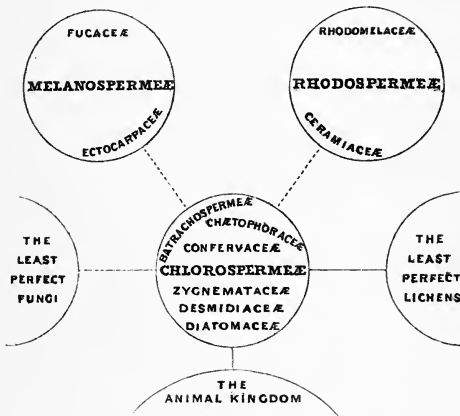 FUCACEÆ
MELANOSPERMEÆ
ECTOCARPACEÆ
RHODOMELACEÆ
RHODOSPERMEÆ
CERAMIACEÆ
THE
LEAST
PERFECT
FUNGI
BATRACHOSPERMEÆ
CHÆTOPHORACEÆ
CONFERVACEÆ
CHLOROSPERMEÆ
ZYGNEMATACEÆ
DESMIDIACEÆ
DIATOMACEÆ
THE
LEAST
PERFECT
LICHENS
THE
ANIMAL KINGDOM